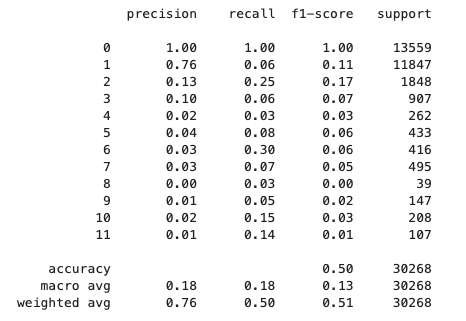 precision recall f1-score support
0 1.00 1.00 1.00 13559
1 0.76 0.06 0.11 11847
2 0.13 0.25 0.17 1848
3 0.10 0.06 0.07 907
4 0.02 0.03 0.03 262
5 0.04 0.08 0.06 433
6 0.03 0.30 0.06 416
7 0.03 0.07 0.05 495
8 0.00 0.03 0.00 39
9 0.01 0.05 0.02 147
10 0.02 0.15 0.03 208
11 0.01 0.14 0.01 107
accuracy 0.50 30268
macro avg 0.18 0.18 0.13 30268
weighted avg 0.76 0.50 0.51 30268